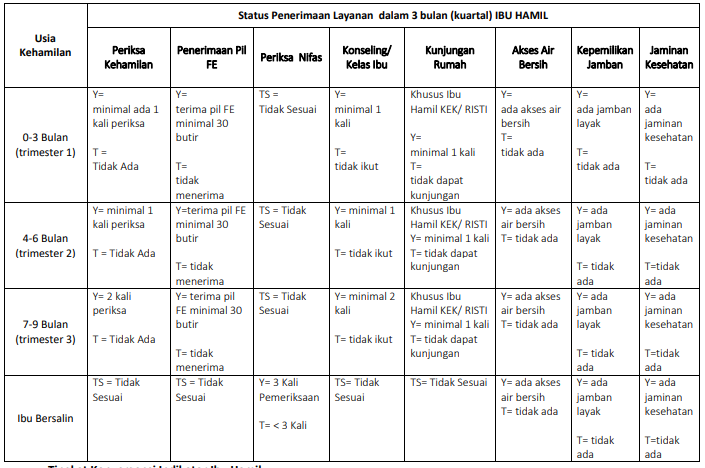 Usia
Kehamilan
Status Penerimaan Layanan dalam 3 bulan (kuartal) IBU HAMIL
Periksa
Kehamilan
Penerimaan Pil
FE
Periksa Nifas
Konseling/
Kelas Ibu
Kunjungan
Rumah
Akses Air
Bersih
Kepemilikan
Jamban
Jaminan
Kesehatan
0-3 Bulan
(trimester 1)
Y=
minimal ada 1
kali periksa
T =
Tidak Ada
Y=
terima pil FE
minimal 30
butir
T=
tidak
menerima
TS =
Tidak Sesuai
Y=
minimal 1
kali
T=
tidak ikut
Khusus Ibu
Hamil KEK/ RISTI
Y=
minimal 1 kali
T=
tidak dapat
kunjungan
Y=
ada akses air
bersih
T=
tidak ada
Y=
ada jamban
layak
T=
tidak ada
Y=
ada
jaminan
kesehatan
T=
tidak ada
4-6 Bulan
(trimester 2)
Y= minimal 1
kali periksa
T = Tidak Ada
Y=terima pil FE
minimal 30
butir
T= tidak
menerima
TS = Tidak
Sesuai
Y= minimal 1
kali
T= tidak ikut
Khusus Ibu
Hamil KEK/ RISTI
Y= minimal 1 kali
T= tidak dapat
kunjungan
Y= ada akses
air bersih
T= tidak ada
Y= ada
jamban
layak
T= tidak
ada
Y= ada
jaminan
kesehatan
T=tidak
ada
7-9 Bulan
(trimester 3)
Y= 2 kali
periksa
T = Tidak Ada
Y= terima pil
FE minimal 30
butir
T= tidak
menerima
TS = Tidak
Sesuai
Y= minimal 2
kali
T= tidak ikut
Khusus Ibu
Hamil KEK/ RISTI
Y= minimal 1 kali
T= tidak dapat
kunjungan
Y= ada akses
air bersih
T= tidak ada
Y= ada
jamban
layak
T= tidak
ada
Y= ada
jaminan
kesehatan
T=tidak
ada
Ibu Bersalin
TS = Tidak
Sesuai
TS = Tidak
Sesuai
Y= 3 Kali
Pemeriksaan
T= < 3 Kali
TS= Tidak
Sesuai
TS= Tidak Sesuai
Y= ada akses
air bersih
T= tidak ada
Y= ada
jamban
layak
T= tidak
ada
Y= ada
jaminan
kesehatan
T=tidak
ada